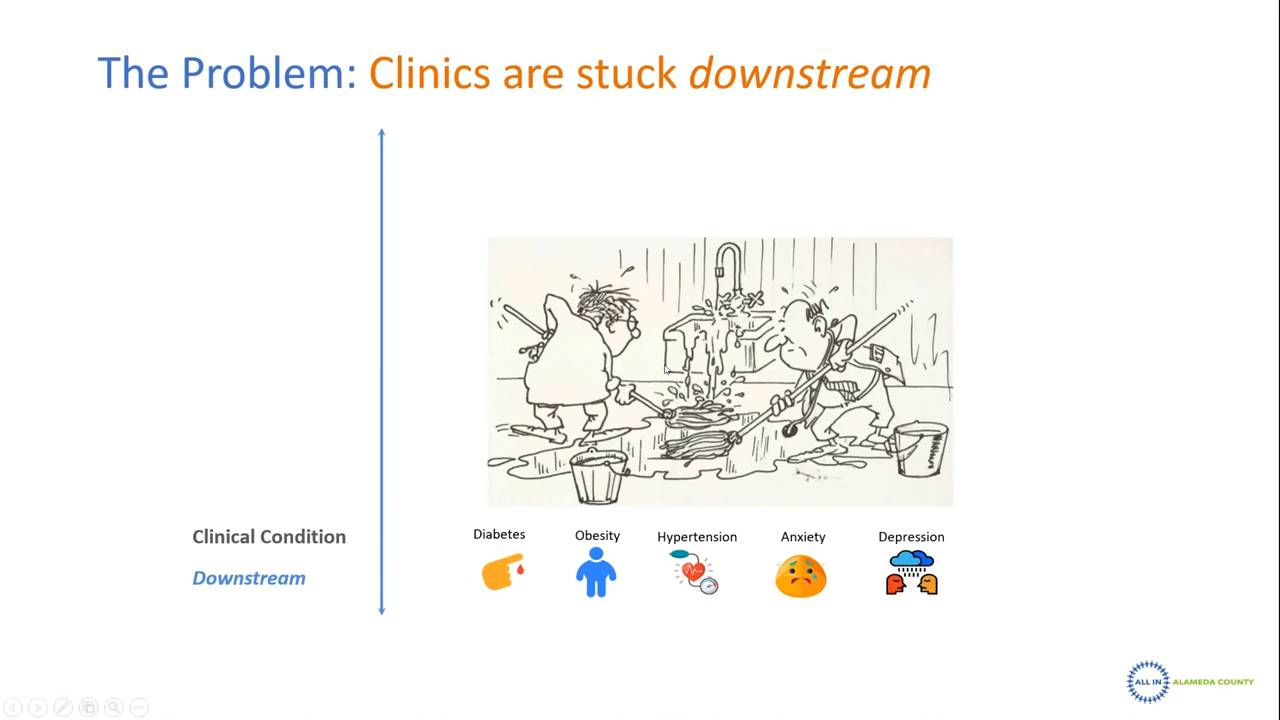 The Problem: Clinics are stuck downstream
Clinical Condition
Downstream
Diabetes
Obesity
Hypertension
Anxiety
Depression
ALL IN
ALAMEDA COUNTY